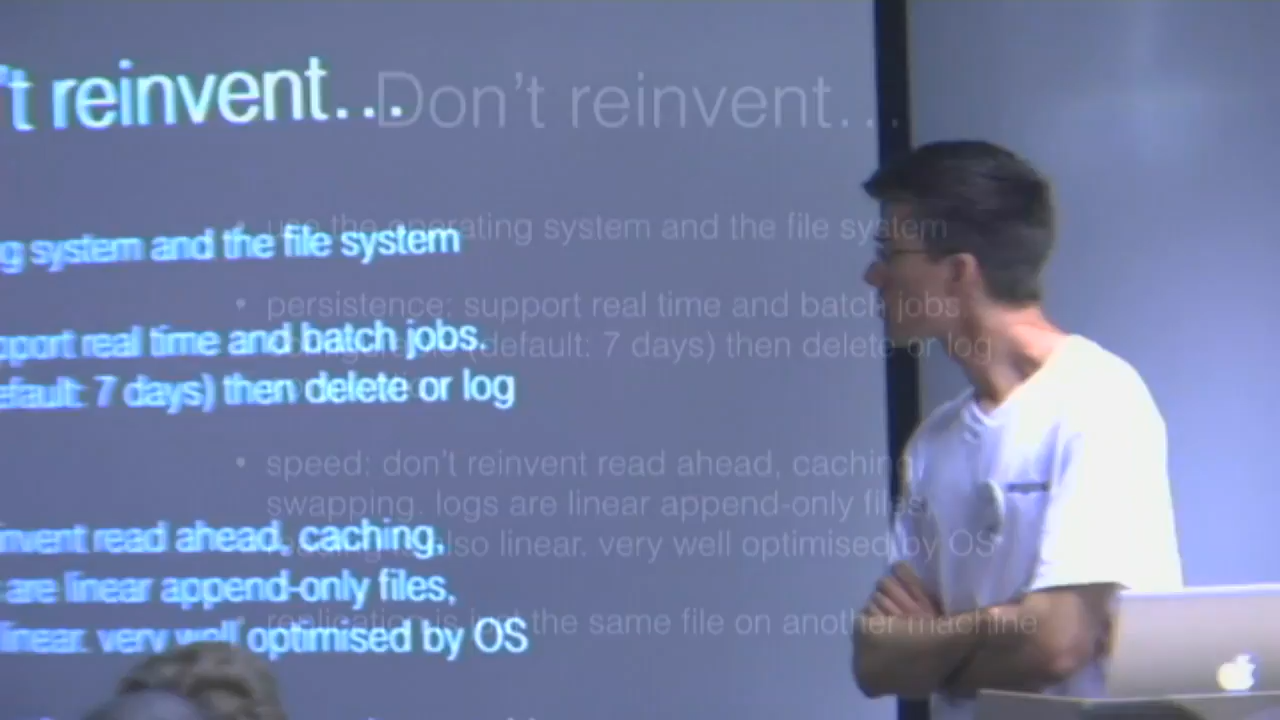 't reinvent...
Don't reinvent...
use the operating system and the file system
g system and the file system
• persistence: support real time and batch jobs
pport real time and batch jobs.
(default: 7 days) then delete or log
efault: 7 days) then delete or log
• speed: don't reinvent read ahead, caching,
swapping. logs are linear append-only files,
invent read ahead, caching,
also linear. very well optimised by OS
are linear append-only files,
replication is just the same file on another machine
linear. very well optimised by OS